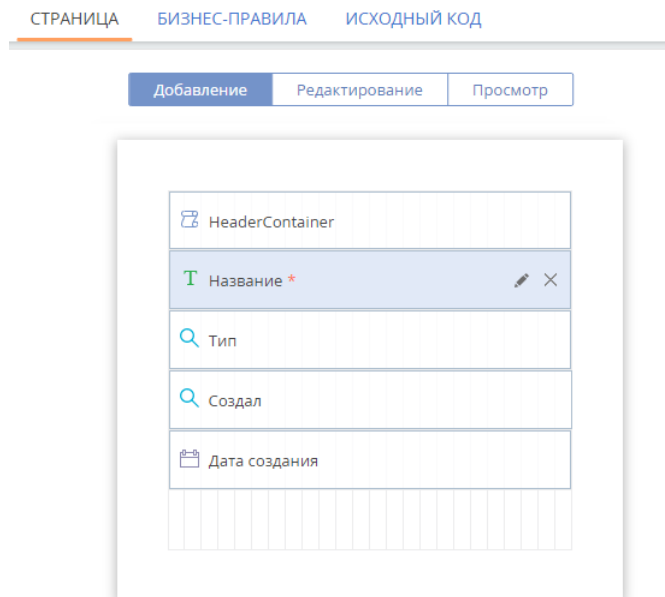 СТРАНИЦА БИЗНЕС-ПРАВИЛА ИСХОДНЫЙ КОД
Добавление Редактирование Просмотр
HeaderContainer
Название *
Тип
Создал
Дата создания